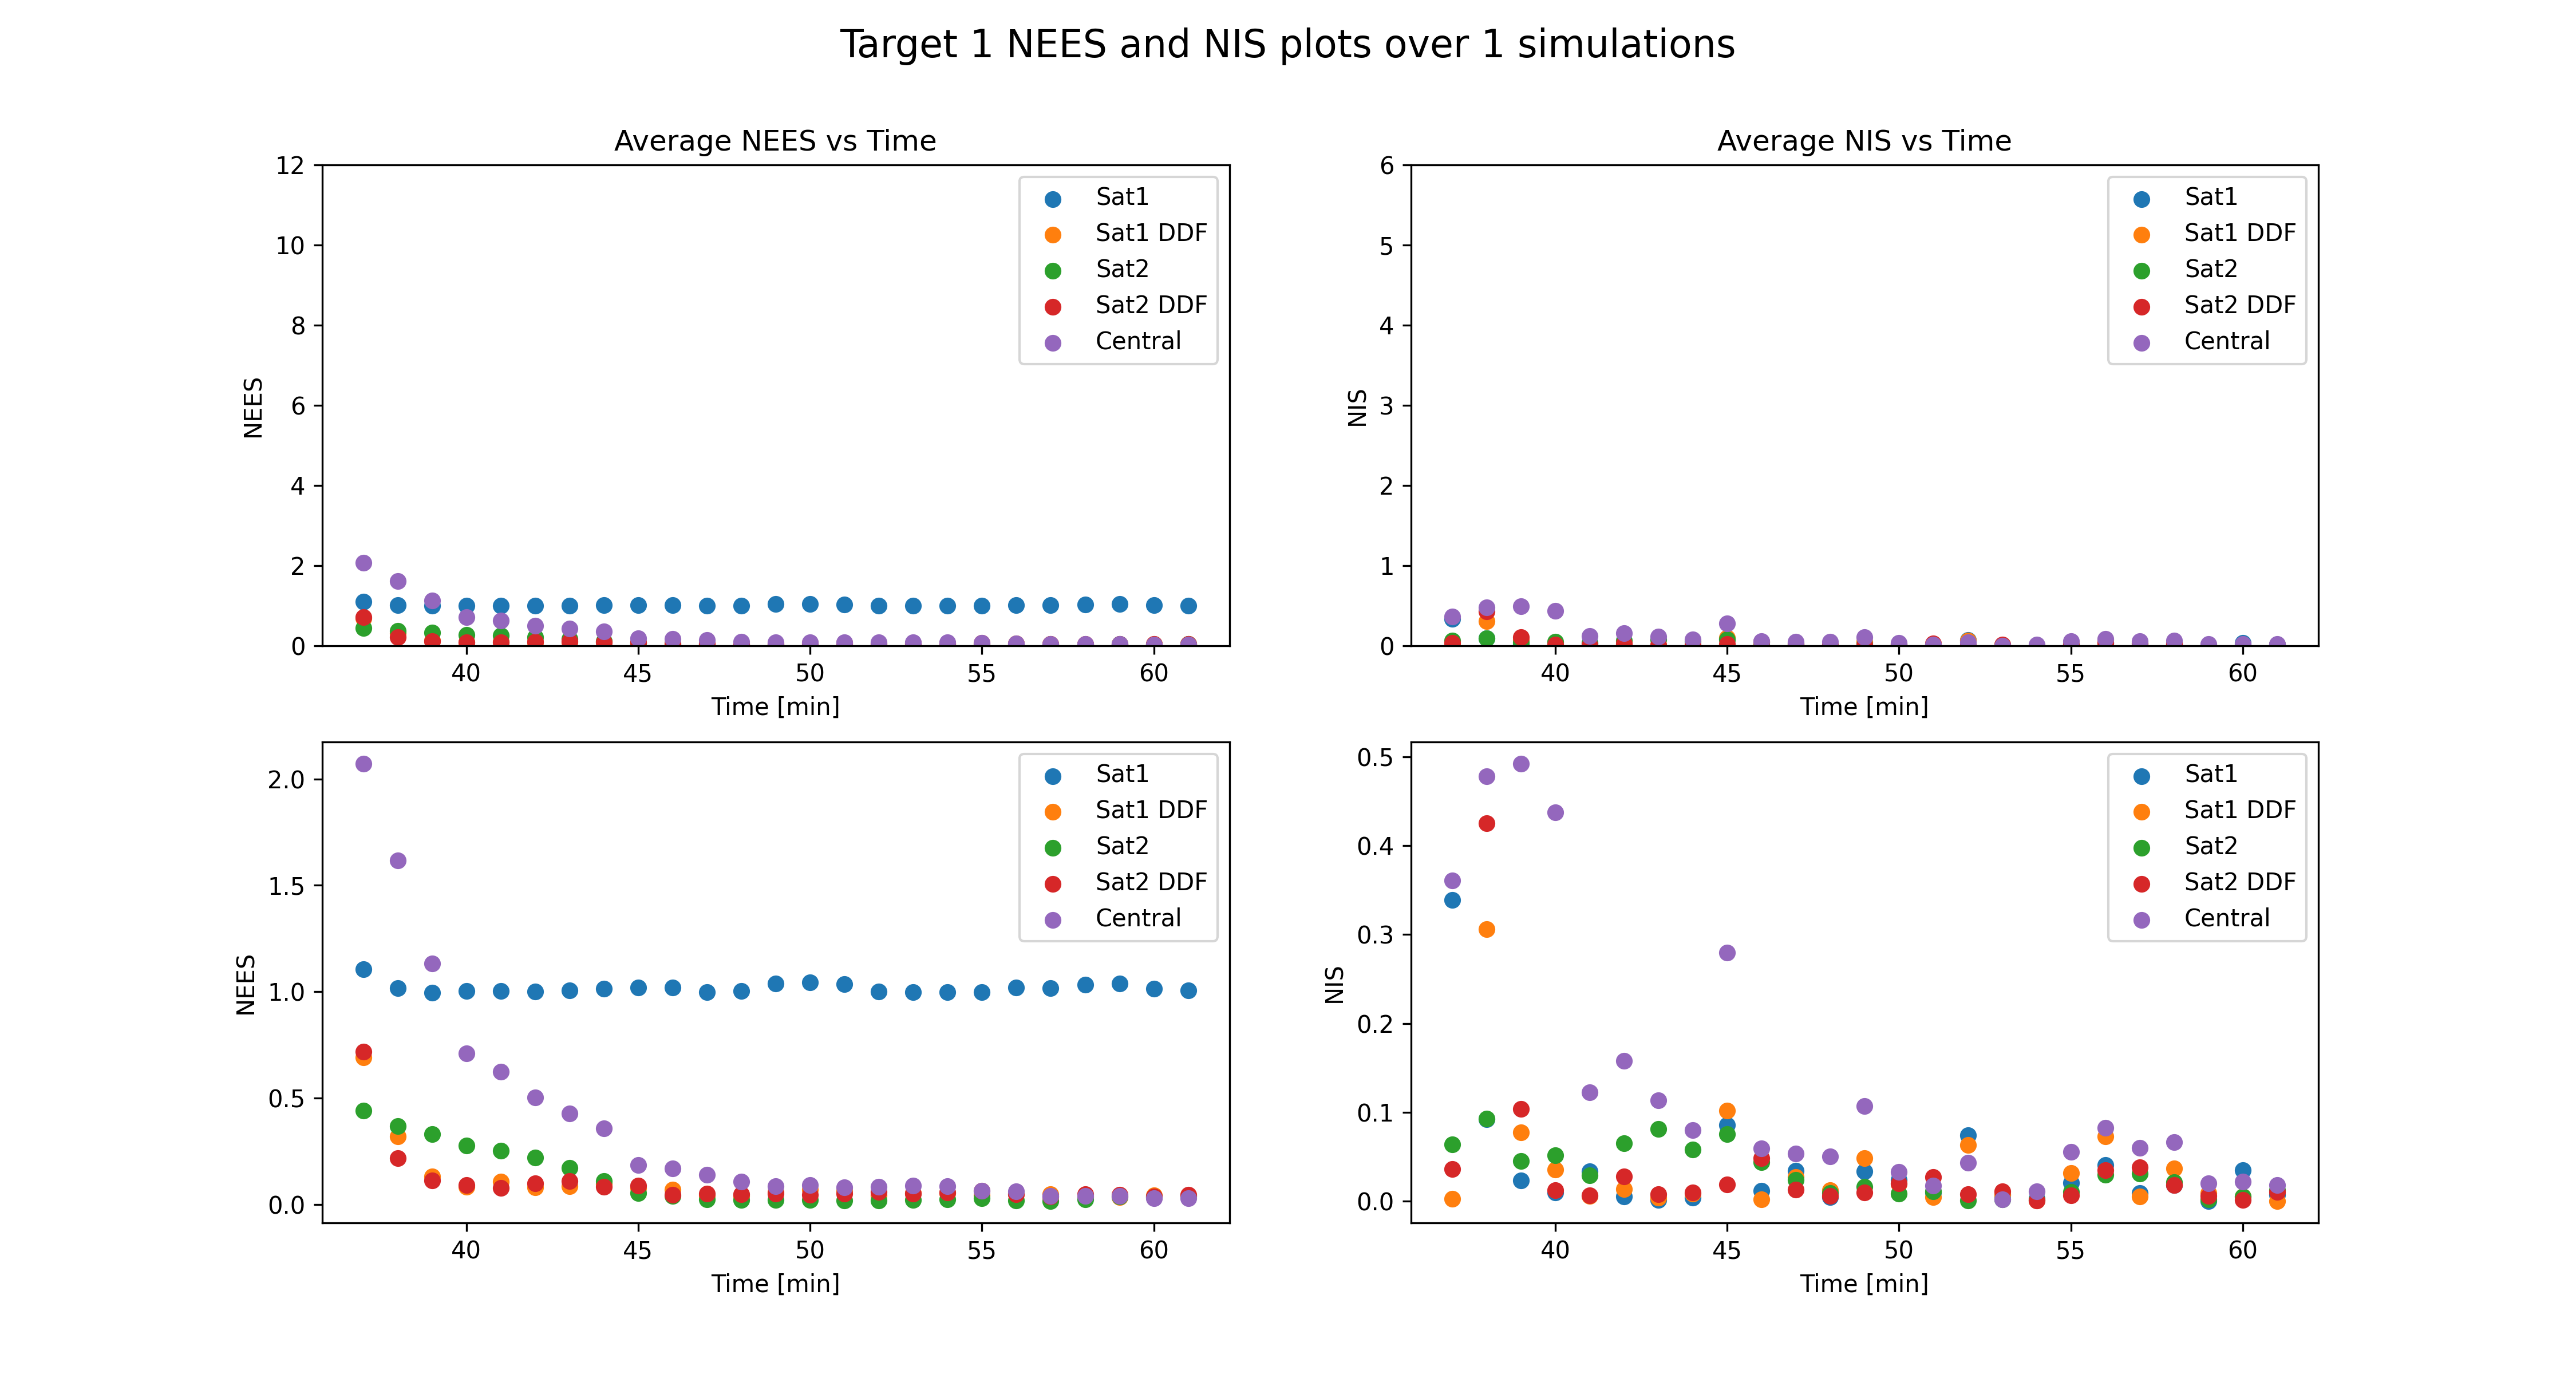 Target 1 NEES and NIS plots over 1 simulations
Average NEES vs Time
12
10
8
6
4
2
0
NEES
40 45 50 55 60
Time [min]
Sat1
Sat1 DDF
Sat2
Sat2 DDF
Central
Average NIS vs Time
6
5
4
3
2
1
0
NIS
40 45 50 55 60
Time [min]
Sat1
Sat1 DDF
Sat2
Sat2 DDF
Central
2.0
1.5
1.0
0.5
0.0
NEES
40 45 50 55 60
Time [min]
Sat1
Sat1 DDF
Sat2
Sat2 DDF
Central
0.5
0.4
0.3
0.2
0.1
0.0
NIS
40 45 50 55 60
Time [min]
Sat1
Sat1 DDF
Sat2
Sat2 DDF
Central